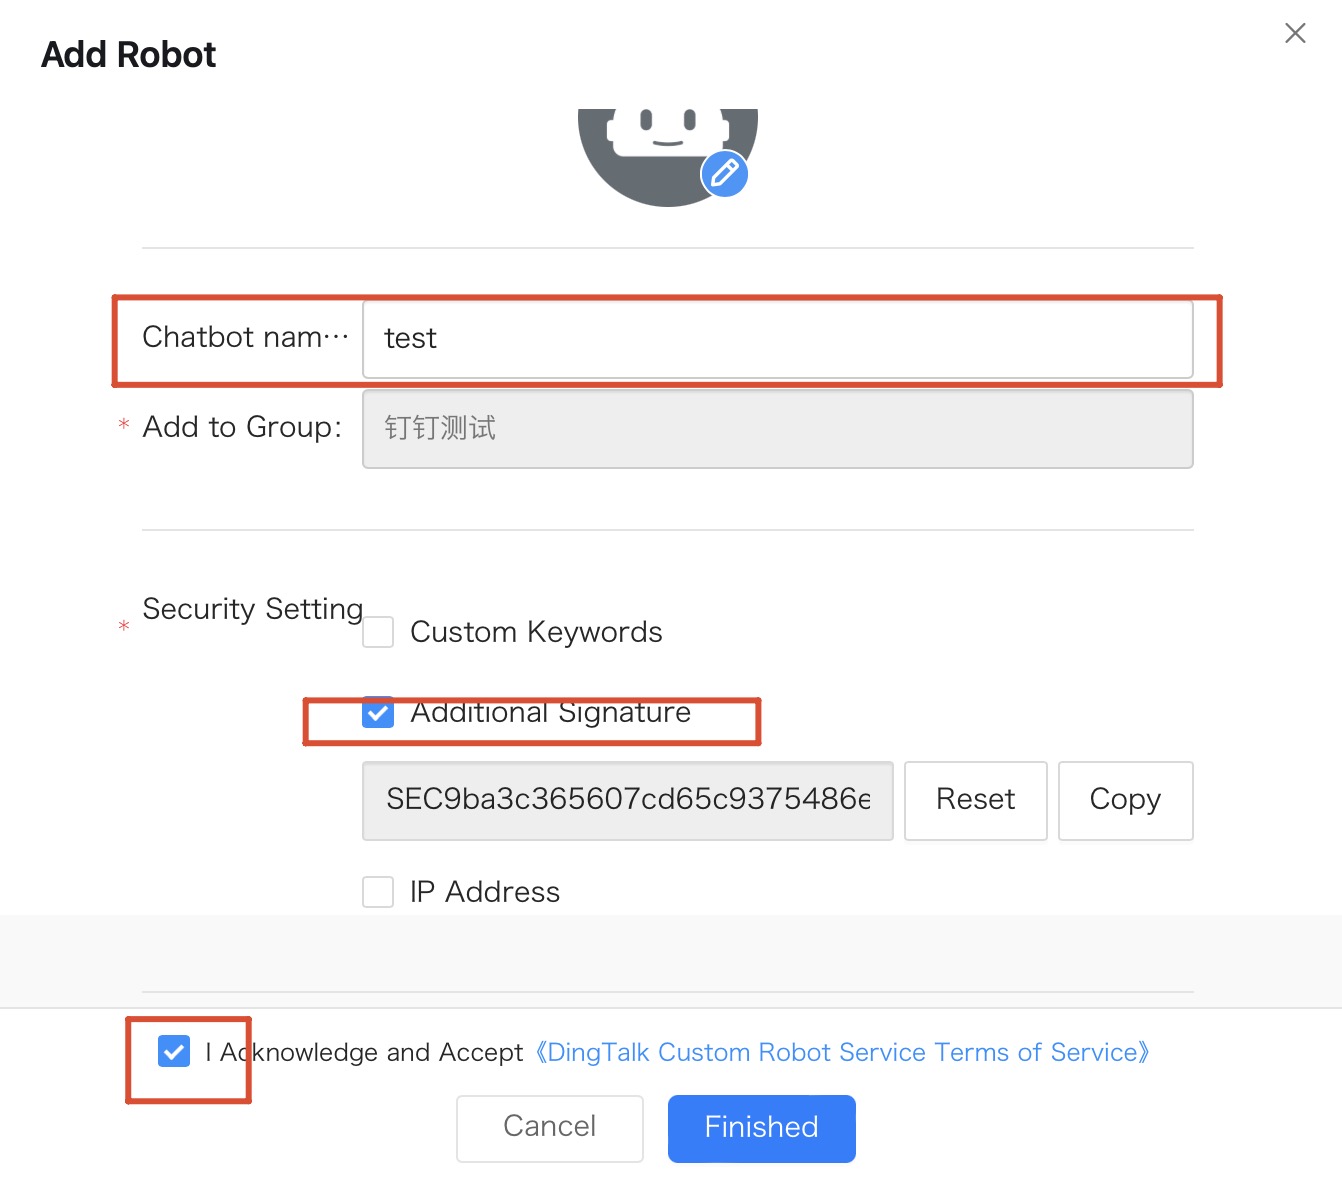 Add Robot
Chatbot nam… test
* Add to Group: 钉钉测试
* Security Setting
Custom Keywords
Additional Signature
SEC9ba3c365607cd65c9375486e Reset Copy
IP Address
I Acknowledge and Accept 《DingTalk Custom Robot Service Terms of Service》
Cancel Finished